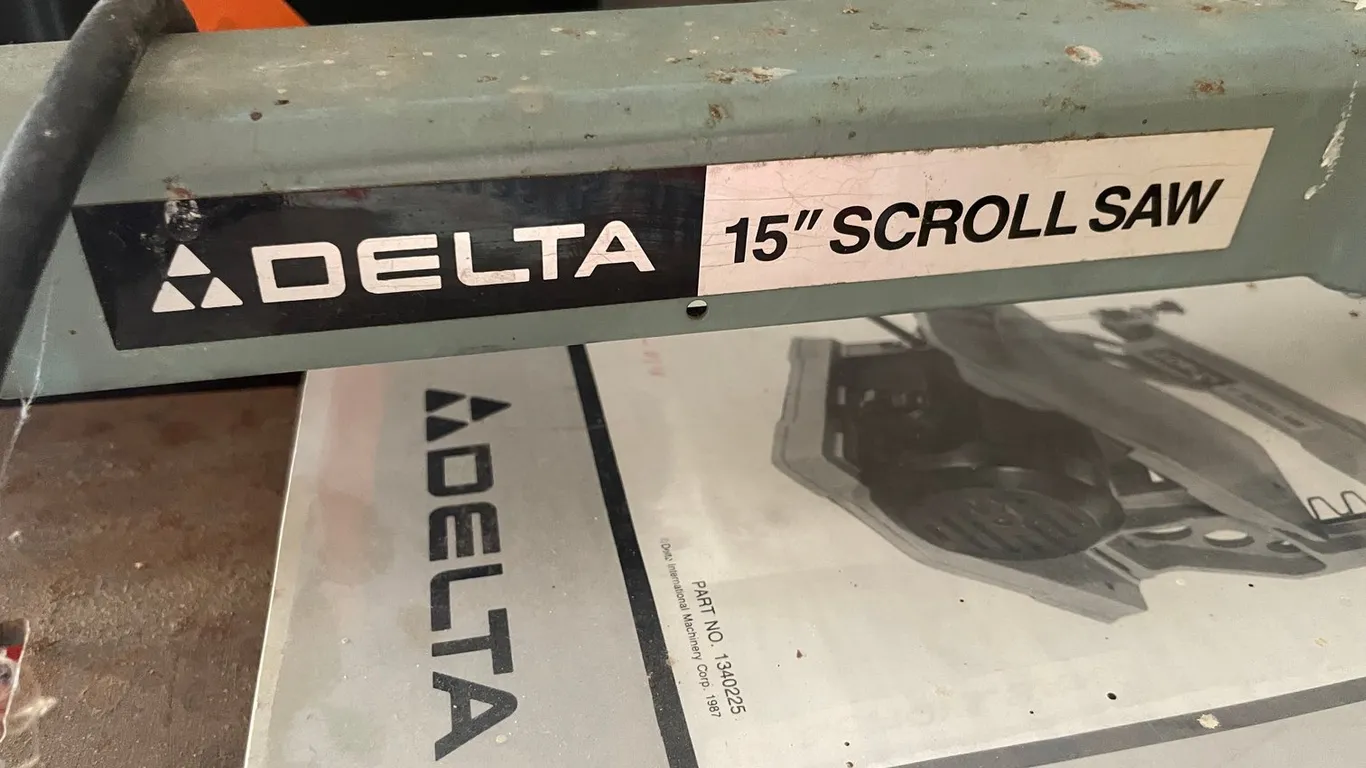 DELTA
15" SCROLL SAW
DELTA
PART NO. 1340225
© Delta International Machinery Corp. 1987